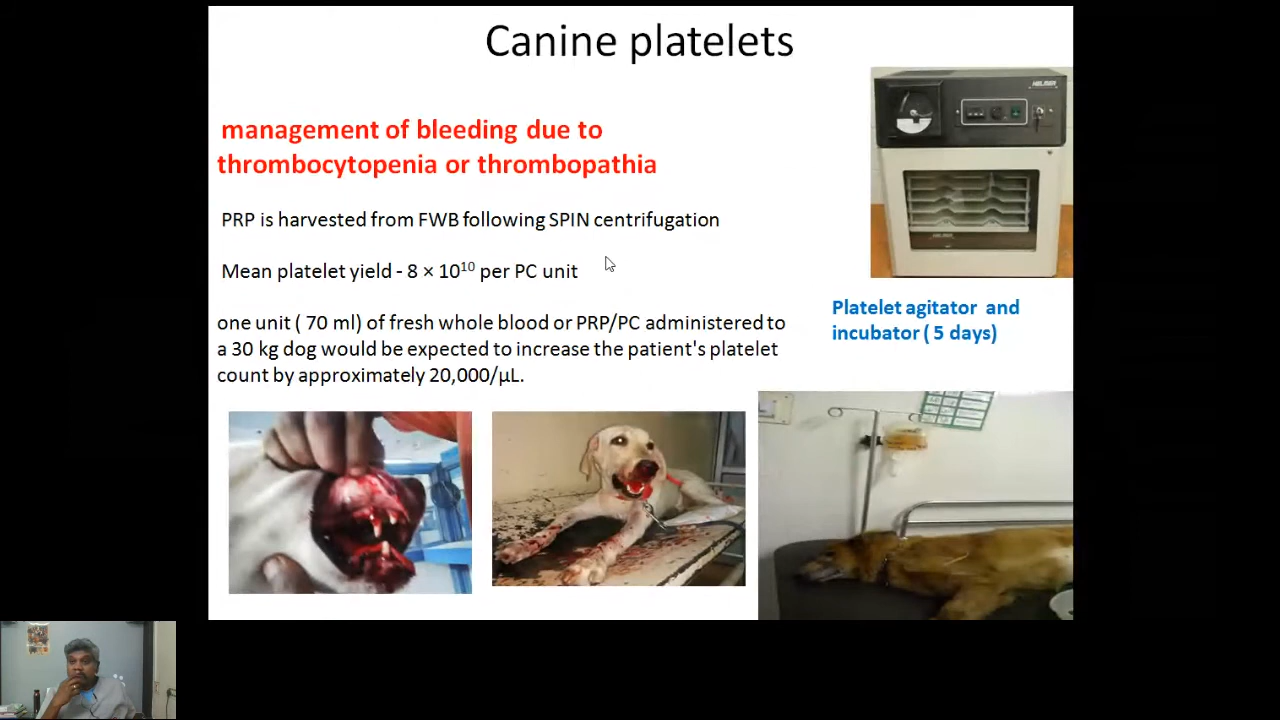 Canine platelets
management of bleeding due to
thrombocytopenia or thrombopathia
PRP is harvested from FWB following SPIN centrifugation
Mean platelet yield - 8 × 10¹⁰ per PC unit
one unit ( 70 ml) of fresh whole blood or PRP/PC administered to
a 30 kg dog would be expected to increase the patient's platelet
count by approximately 20,000/µL.
Platelet agitator and
incubator ( 5 days)
HELMER